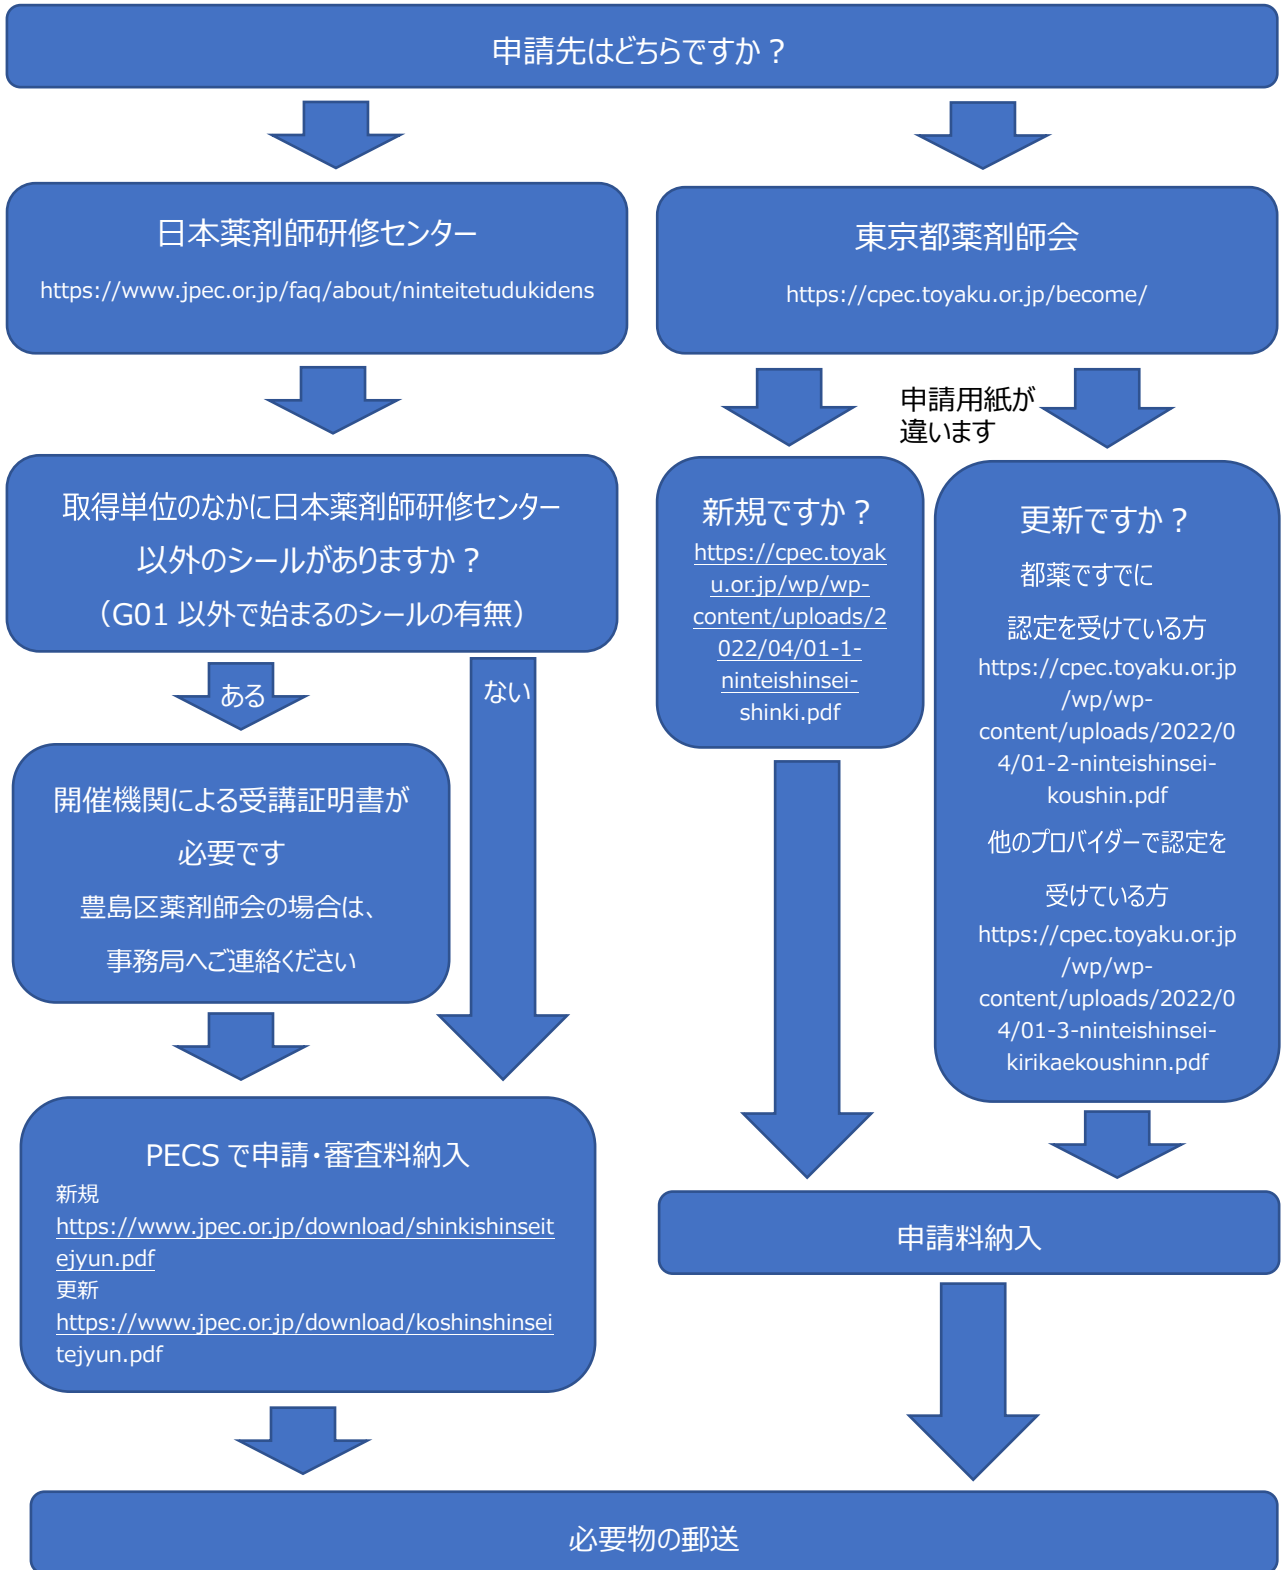 申請先はどちらですか？
日本薬剤師研修センター
https://www.jpec.or.jp/faq/about/ninteitetudukidens
東京都薬剤師会
https://cpec.toyaku.or.jp/become/
申請用紙が
違います
取得単位のなかに日本薬剤師研修センター
以外のシールがありますか？
（G01 以外で始まるのシールの有無）
ある
ない
開催機関による受講証明書が
必要です
豊島区薬剤師会の場合は、
事務局へご連絡ください
PECS で申請・審査料納入
新規
https://www.jpec.or.jp/download/shinkishinseit
ejyun.pdf
更新
https://www.jpec.or.jp/download/koshinshinsei
tejyun.pdf
新規ですか？
https://cpec.toyak
u.or.jp/wp/wp-
content/uploads/2
022/04/01-1-
ninteishinsei-
shinki.pdf
更新ですか？
都薬ですでに
認定を受けている方
https://cpec.toyaku.or.jp
/wp/wp-
content/uploads/2022/0
4/01-2-ninteishinsei-
koushin.pdf
他のプロバイダーで認定を
受けている方
https://cpec.toyaku.or.jp
/wp/wp-
content/uploads/2022/0
4/01-3-ninteishinsei-
kirikaekoushinn.pdf
申請料納入
必要物の郵送